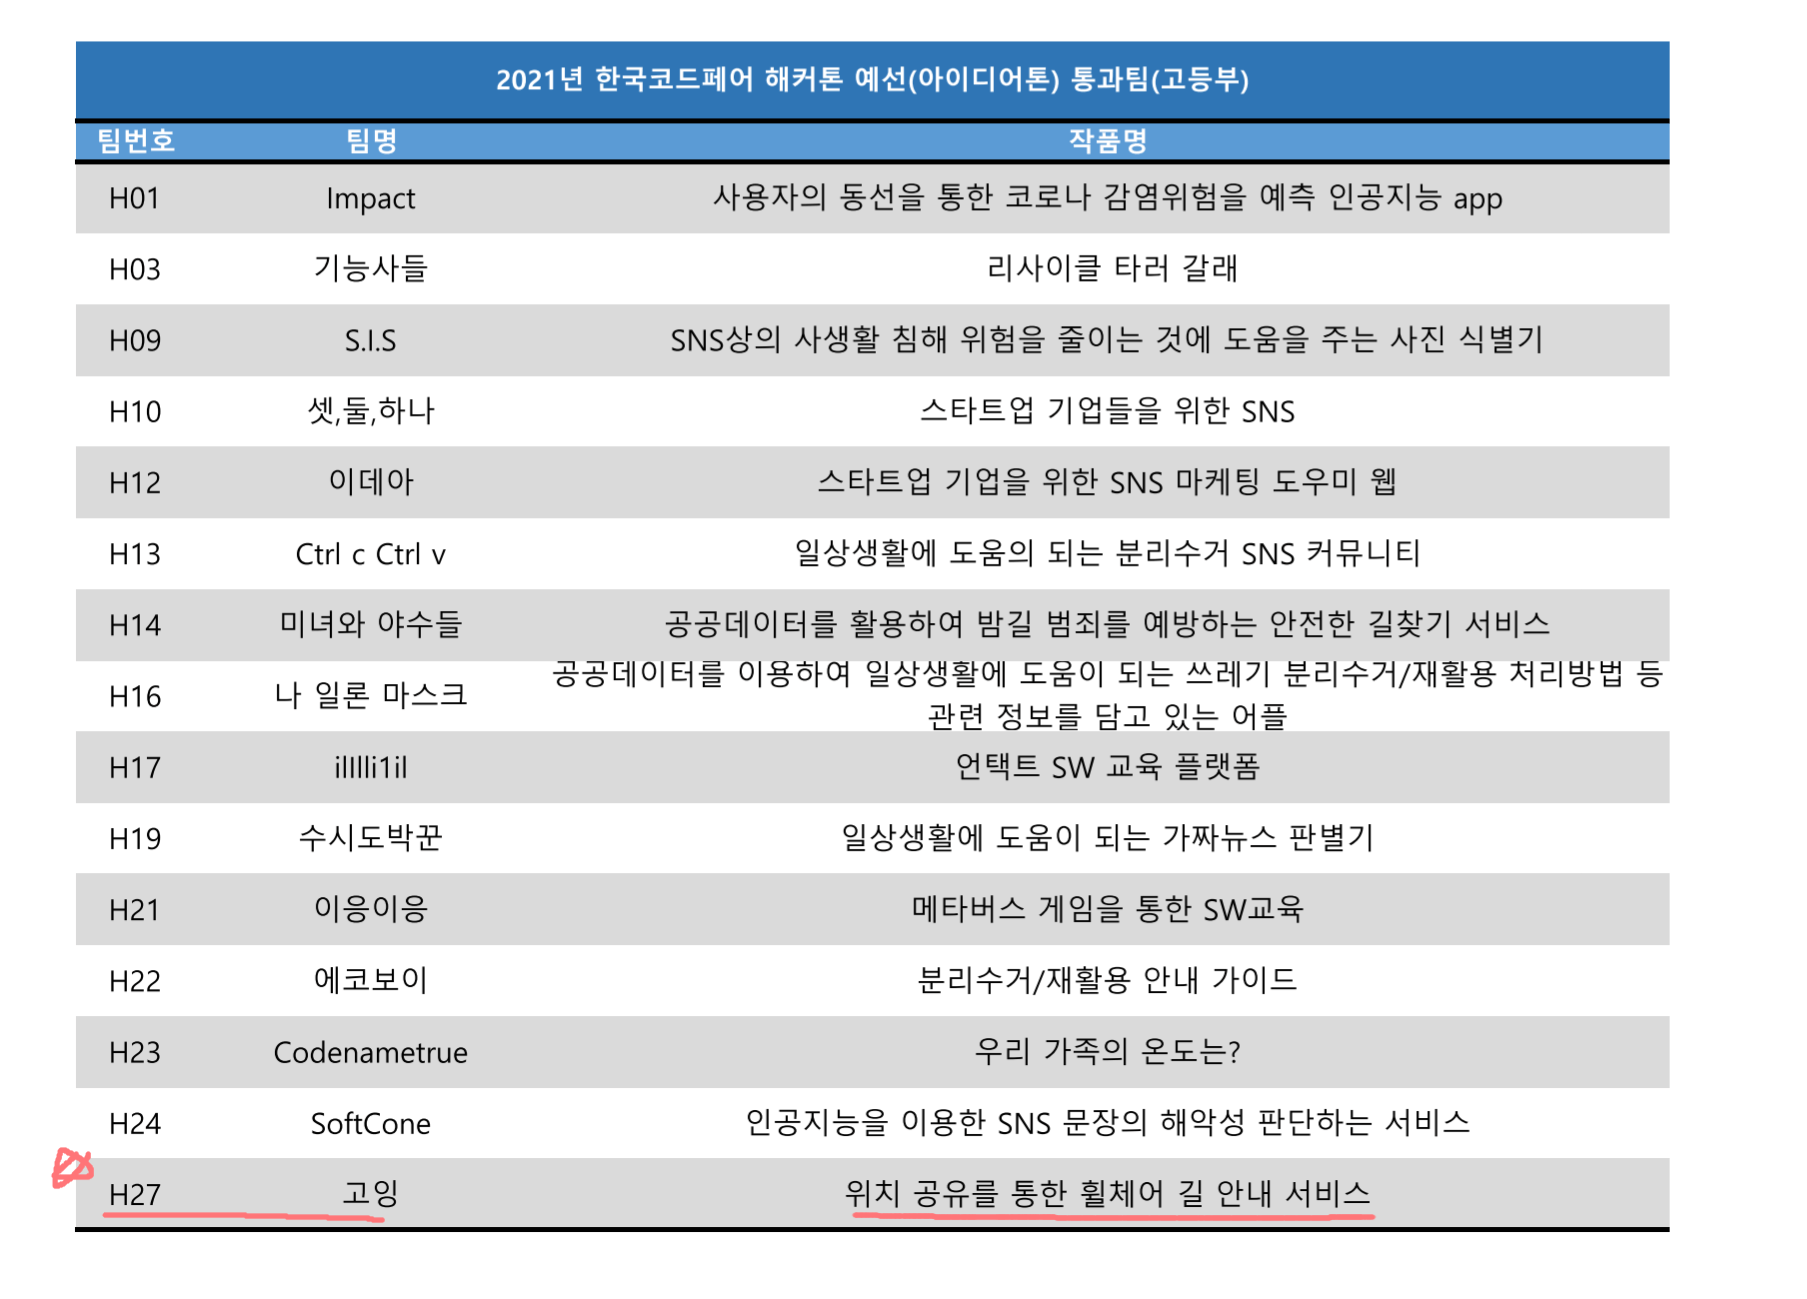 2021년 한국코드페어 해커톤 예선(아이디어톤) 통과팀(고등부)
팀번호 팀명 작품명
H01 Impact 사용자의 동선을 통한 코로나 감염위험을 예측 인공지능 app
H03 기능사들 리사이클 타러 갈래
H09 S.I.S SNS상의 사생활 침해 위험을 줄이는 것에 도움을 주는 사진 식별기
H10 셋,둘,하나 스타트업 기업들을 위한 SNS
H12 이데아 스타트업 기업을 위한 SNS 마케팅 도우미 웹
H13 Ctrl c Ctrl v 일상생활에 도움의 되는 분리수거 SNS 커뮤니티
H14 미녀와 야수들 공공데이터를 활용하여 밤길 범죄를 예방하는 안전한 길찾기 서비스
H16 나 일론 마스크 공공데이터를 이용하여 일상생활에 도움이 되는 쓰레기 분리수거/재활용 처리방법 등
관련 정보를 담고 있는 어플
H17 언택트 SW 교육 플랫폼
H19 수시도박꾼 일상생활에 도움이 되는 가짜뉴스 판별기
H21 이응이응 메타버스 게임을 통한 SW교육
H22 에코보이 분리수거/재활용 안내 가이드
H23 Codenametrue 우리 가족의 온도는?
H24 SoftCone 인공지능을 이용한 SNS 문장의 해악성 판단하는 서비스
H27 고잉 위치 공유를 통한 휠체어 길 안내 서비스